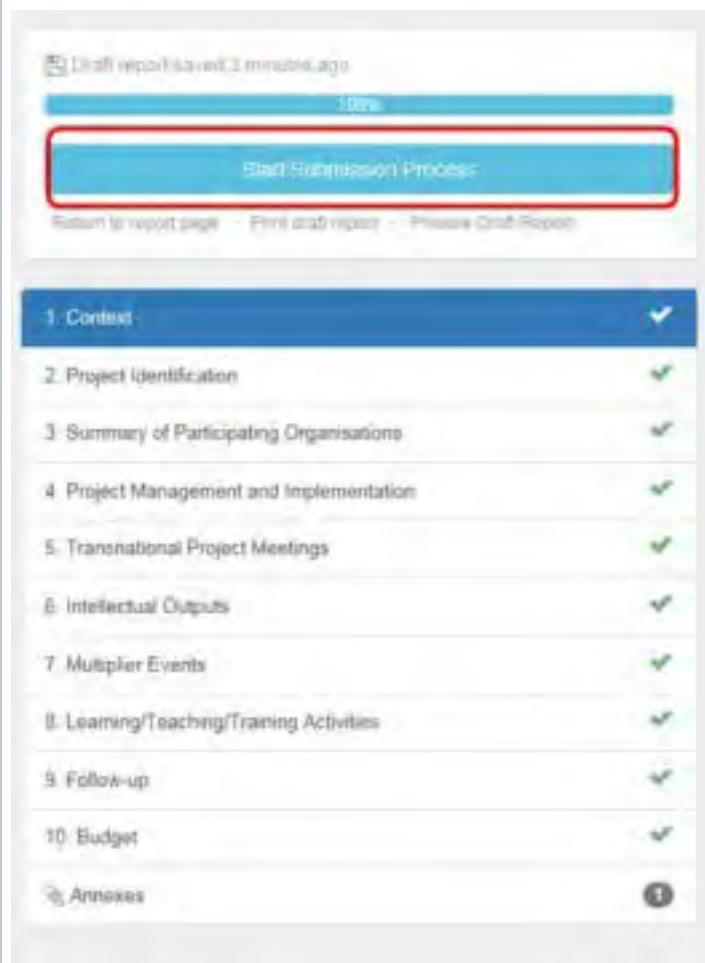 Draft report saved 3 minutes ago
100%
Start Submission Process
Return to report page - Print draft report - Preview Draft Report
1. Context
2. Project Identification
3. Summary of Participating Organisations
4. Project Management and Implementation
5. Transnational Project Meetings
6. Intellectual Outputs
7. Multiplier Events
8. Learning/Teaching/Training Activities
9. Follow-up
10. Budget
Annexes 1